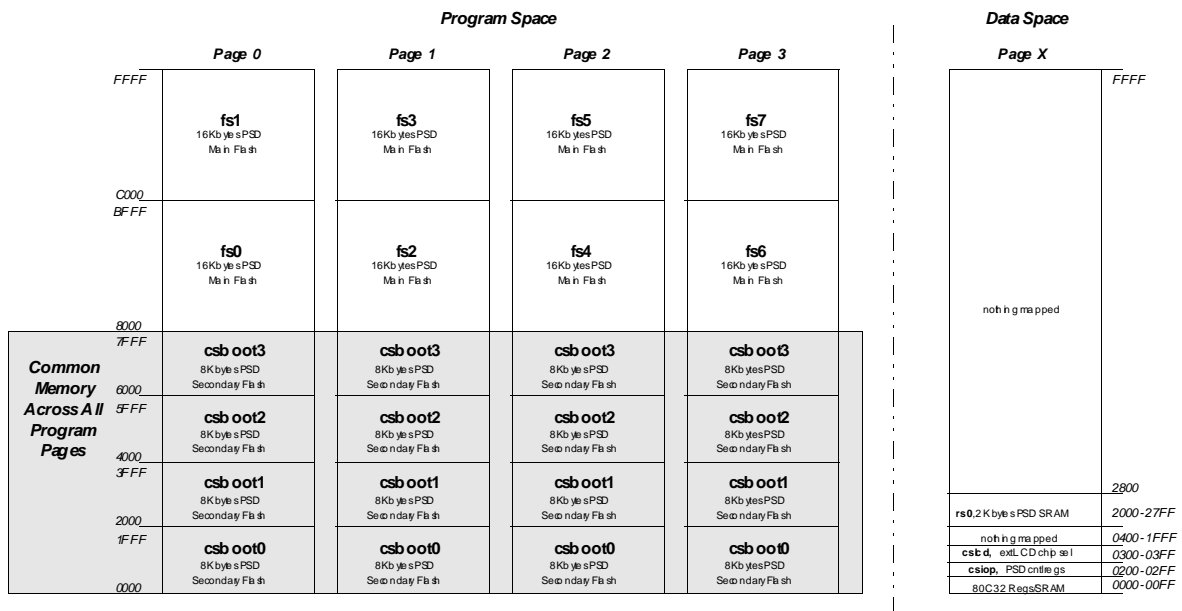 Program Space
Data Space
Page 0
Page 1
Page 2
Page 3
Page X
FFFF
FFFF
fs1
16Kbytes PSD
Main Flash
fs3
16Kbytes PSD
Main Flash
fs5
16Kbytes PSD
Main Flash
fs7
16Kbytes PSD
Main Flash
C000
BFFF
fs0
16Kbytes PSD
Main Flash
fs2
16Kbytes PSD
Main Flash
fs4
16Kbytes PSD
Main Flash
fs6
16Kbytes PSD
Main Flash
nothing mapped
8000
7FFF
Common
Memory
Across All
Program
Pages
csboot3
8Kbytes PSD
Secondary Flash
csboot3
8Kbytes PSD
Secondary Flash
csboot3
8Kbytes PSD
Secondary Flash
csboot3
8Kbytes PSD
Secondary Flash
6000
5FFF
csboot2
8Kbytes PSD
Secondary Flash
csboot2
8Kbytes PSD
Secondary Flash
csboot2
8Kbytes PSD
Secondary Flash
csboot2
8Kbytes PSD
Secondary Flash
4000
3FFF
csboot1
8Kbytes PSD
Secondary Flash
csboot1
8Kbytes PSD
Secondary Flash
csboot1
8Kbytes PSD
Secondary Flash
csboot1
8Kbytes PSD
Secondary Flash
2000
1FFF
csboot0
8Kbytes PSD
Secondary Flash
csboot0
8Kbytes PSD
Secondary Flash
csboot0
8Kbytes PSD
Secondary Flash
csboot0
8Kbytes PSD
Secondary Flash
0000
2800
rs0, 2 Kbytes PSD SRAM
2000-27FF
nothing mapped
0400-1FFF
cslcd, ext LCD chip sel
0300-03FF
csiop, PSD cntl regs
0200-02FF
80C32 Regs/SRAM
0000-00FF